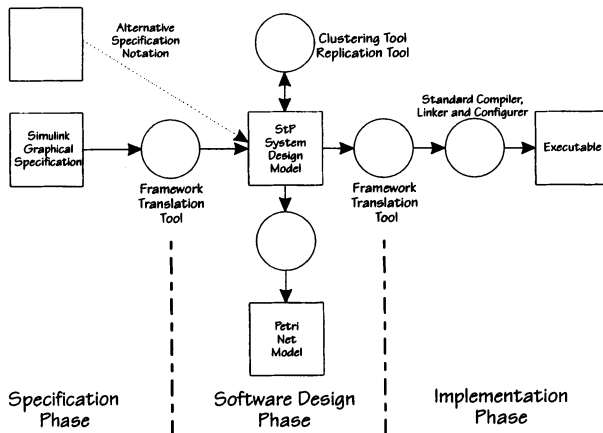 Alternative
Specification
Notation
Clustering Tool
Replication Tool
Simulink
Graphical
Specification
Framework
Translation
Tool
StP
System
Design
Model
Framework
Translation
Tool
Standard Compiler,
Linker and Configurer
Executable
Petri
Net
Model
Specification
Phase
Software Design
Phase
Implementation
Phase